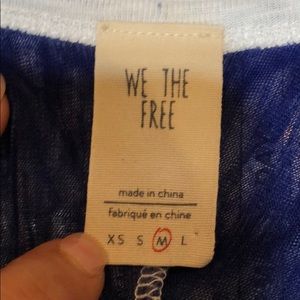 WE THE
FREE
made in china
fabriqué en chine
XS S M L